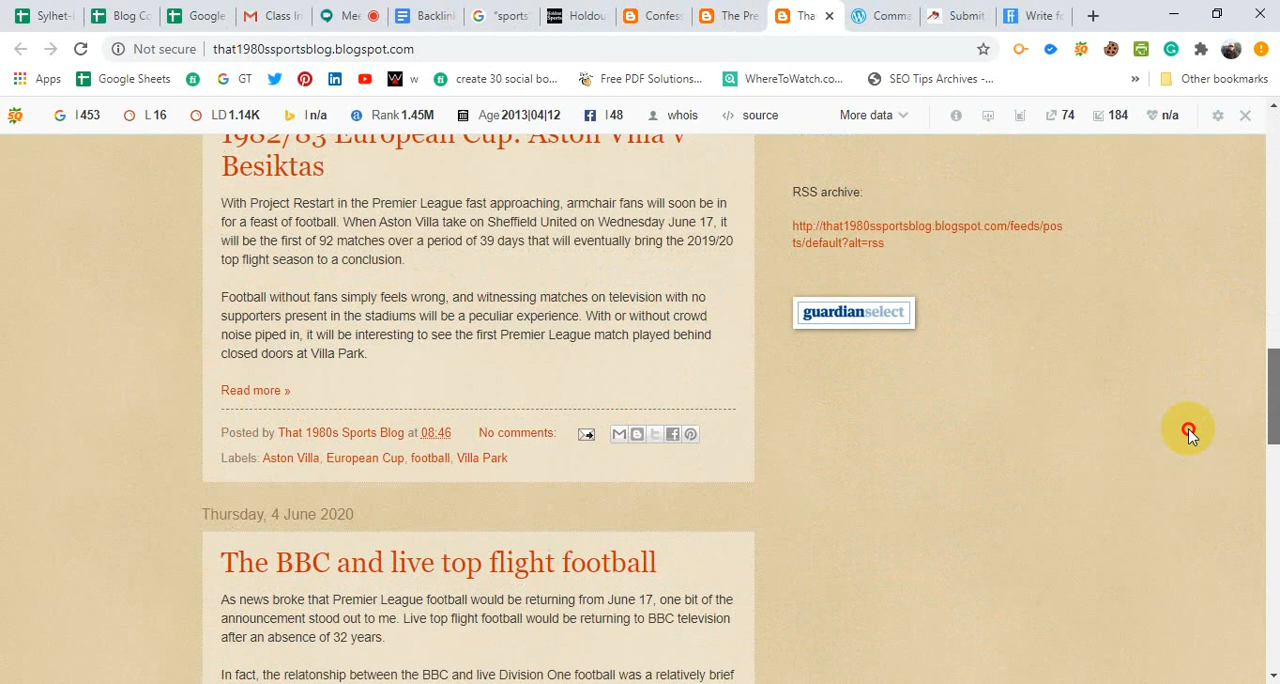 Sylhet-
Blog Co
Google
Class In
Mee
Backlin
"sports
Holdou
Confes
The Pre
Tha
Comma
Submit
Write fo
Not secure
that1980ssportsblog.blogspot.com
Apps
Google Sheets
GT
w
create 30 social bo...
Free PDF Solutions...
WhereToWatch.co...
SEO Tips Archives -...
»
Other bookmarks
I 453
L 16
LD 1.14K
I n/a
Rank 1.45M
Age 2013|04|12
I 48
whois
source
More data
74
184
n/a
1982/83 European Cup: Aston Villa v
Besiktas
With Project Restart in the Premier League fast approaching, armchair fans will soon be in
for a feast of football. When Aston Villa take on Sheffield United on Wednesday June 17, it
will be the first of 92 matches over a period of 39 days that will eventually bring the 2019/20
top flight season to a conclusion.
Football without fans simply feels wrong, and witnessing matches on television with no
supporters present in the stadiums will be a peculiar experience. With or without crowd
noise piped in, it will be interesting to see the first Premier League match played behind
closed doors at Villa Park.
Read more »
Posted by That 1980s Sports Blog at 08:46 No comments:
Labels: Aston Villa, European Cup, football, Villa Park
Thursday, 4 June 2020
The BBC and live top flight football
As news broke that Premier League football would be returning from June 17, one bit of the
announcement stood out to me. Live top flight football would be returning to BBC television
after an absence of 32 years.
In fact, the relationship between the BBC and live Division One football was a relatively brief
RSS archive:
http://that1980ssportsblog.blogspot.com/feeds/pos
ts/default?alt=rss
guardianselect